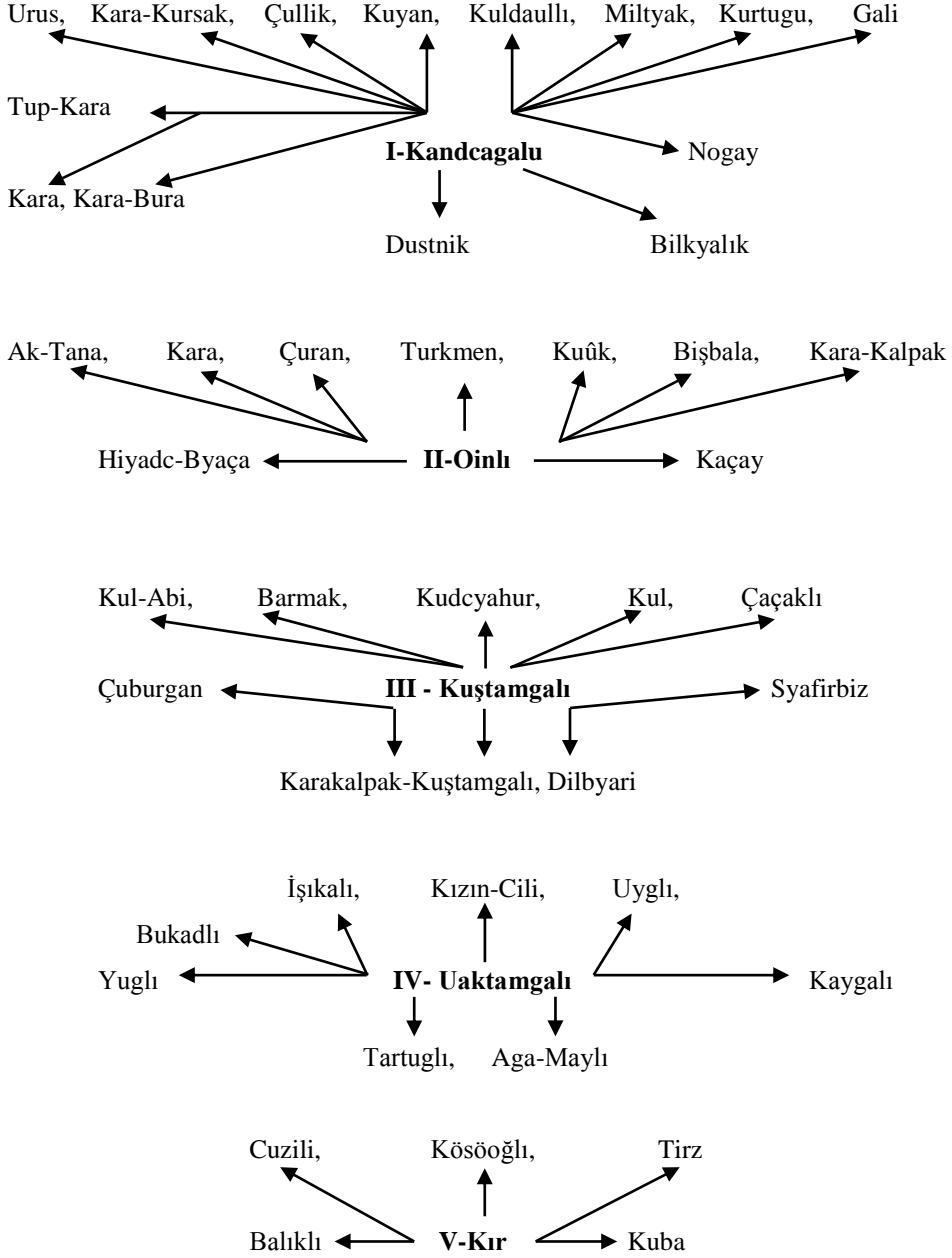 Urus, Kara-Kursak, Çullik, Kuyan, Kuldaullı, Miltyak, Kurtugu, Gali
Tup-Kara
I-Kandcagalu Nogay
Kara, Kara-Bura
Dustnik Bilkyalık
Ak-Tana, Kara, Çuran, Turkmen, Kuûk, Bişbala, Kara-Kalpak
Hiyadc-Byaça II-Oinlı Kaçay
Kul-Abi, Barmak, Kudcyahur, Kul, Çaçaklı
Çuburgan III - Kuştamgalı Syafirbiz
Karakalpak-Kuştamgalı, Dilbyari
İşıkalı, Kızın-Cili, Uyglı,
Bukadlı
Yuglı IV- Uaktamgalı Kaygalı
Tartuglı, Aga-Maylı
Cuzili, Kösöoğlı, Tirz
Balıklı V-Kır Kuba